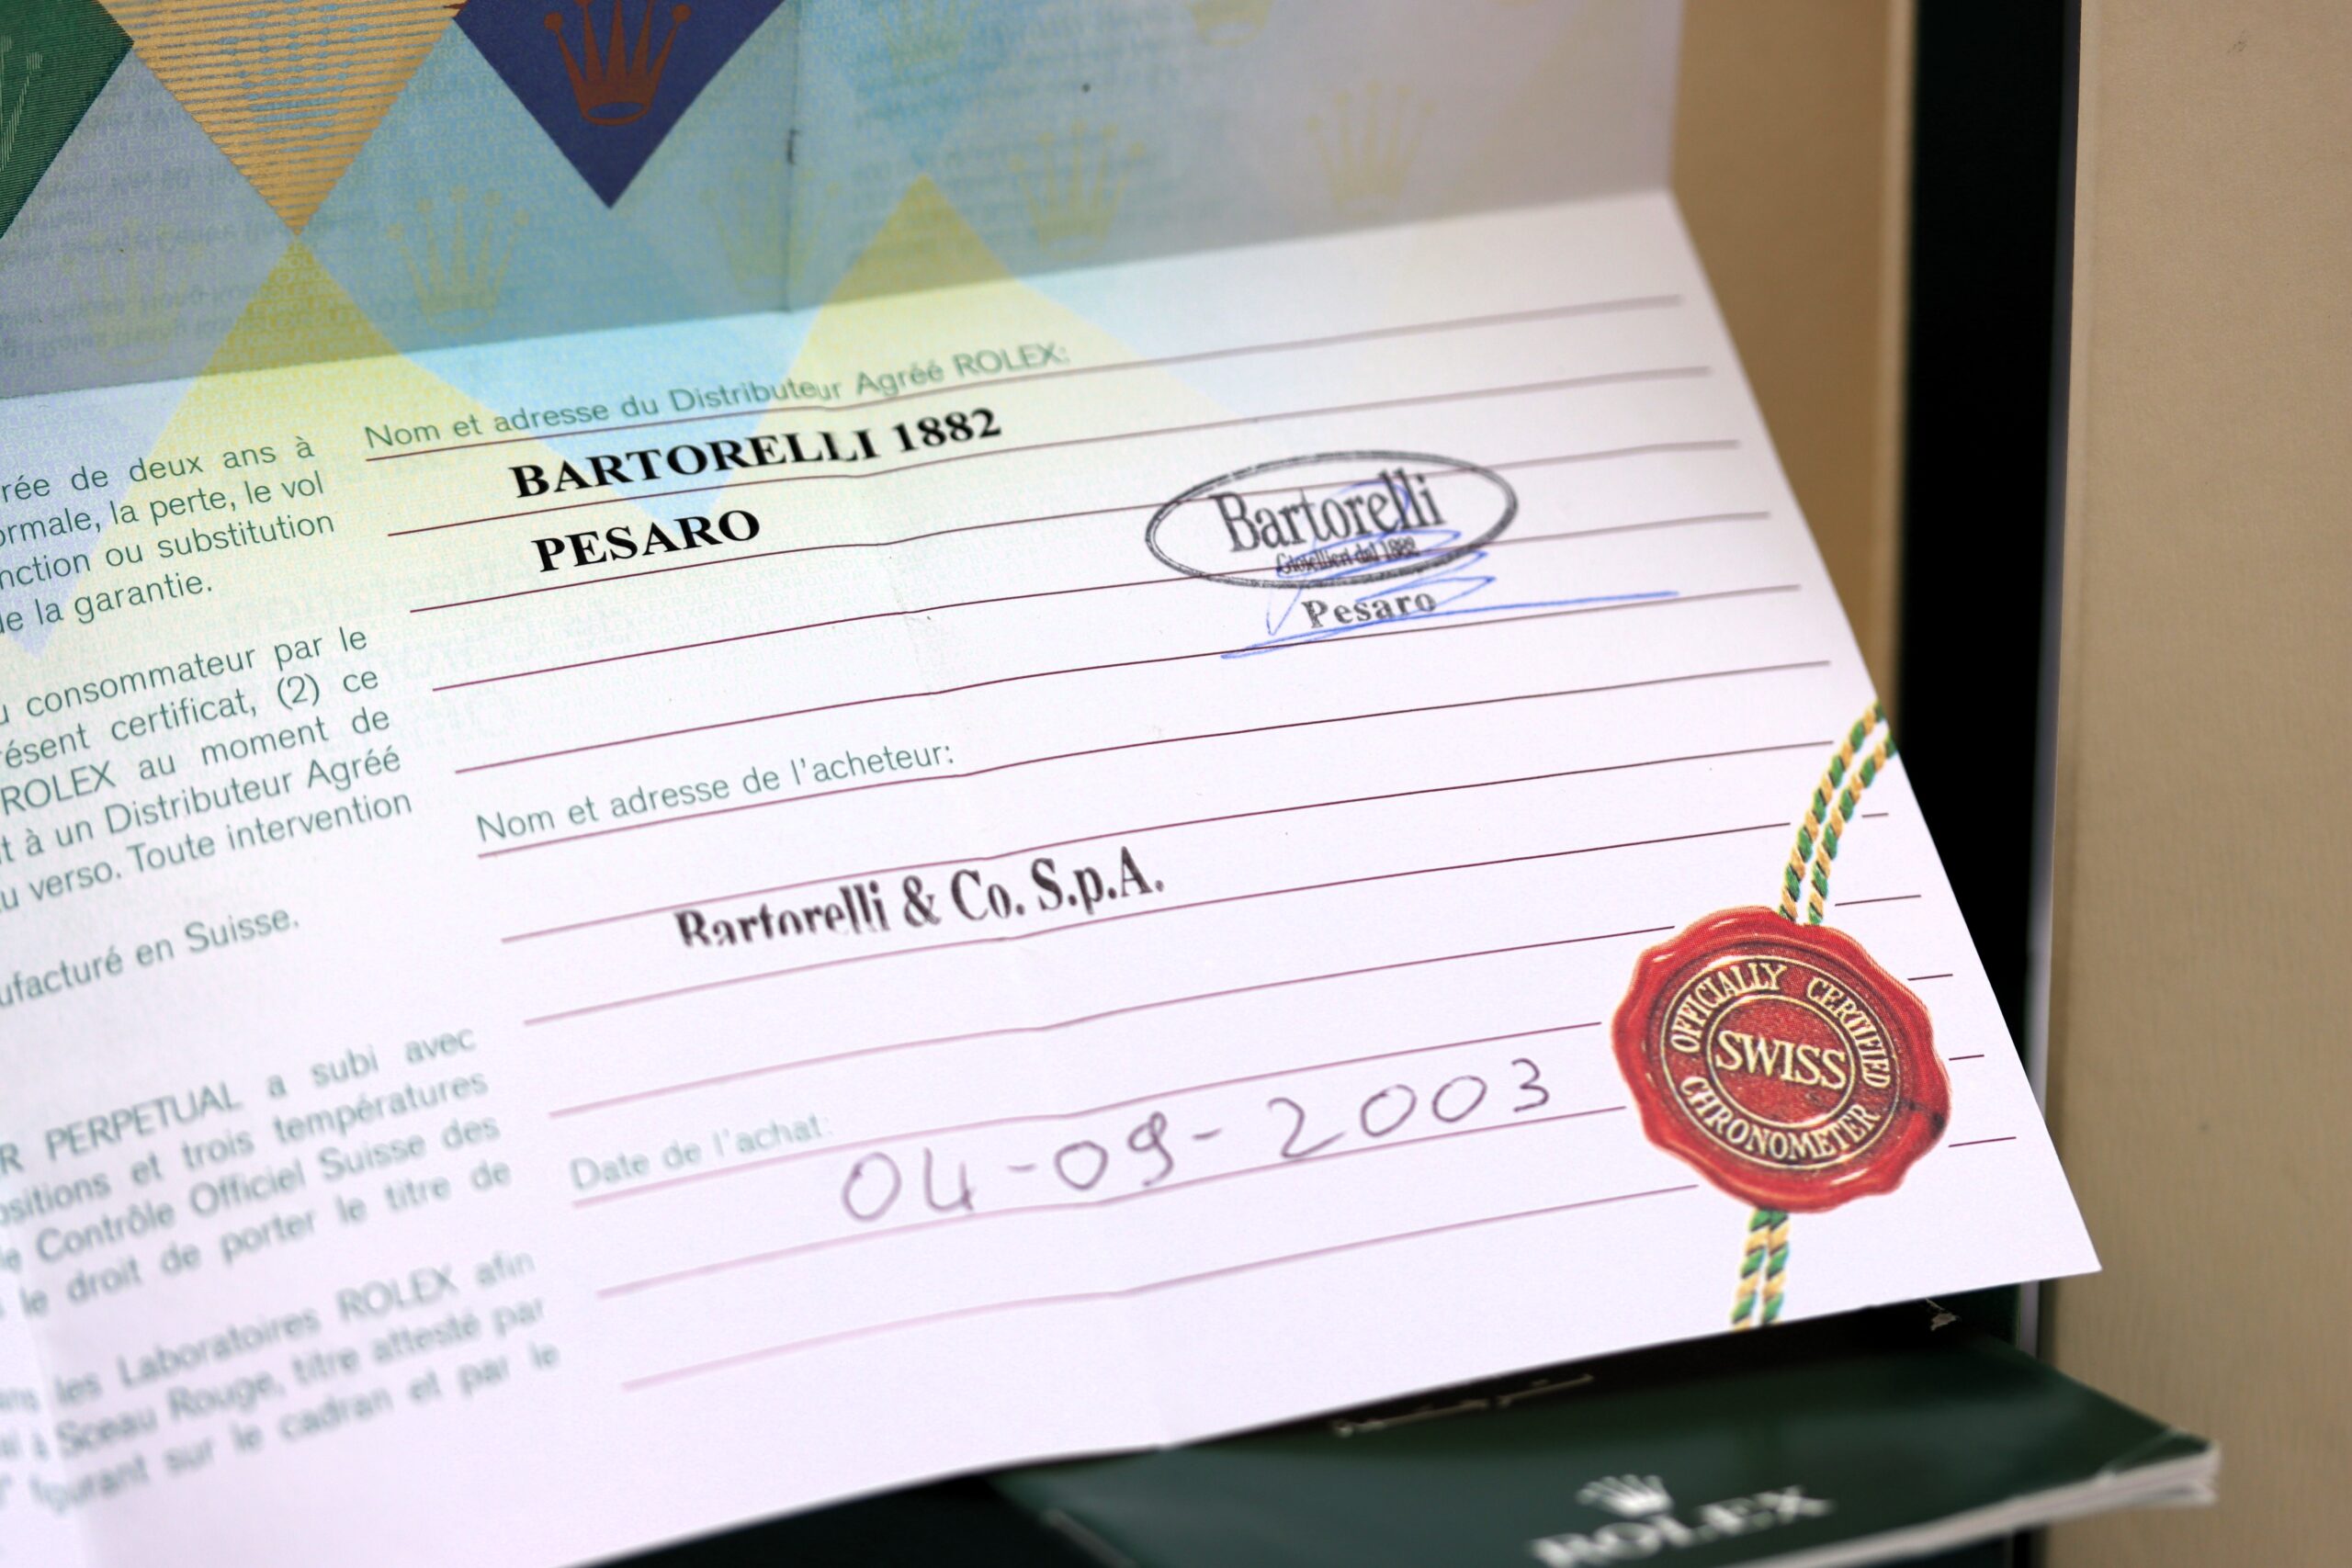 rée de deux ans à
ormale, la perte, le vol
nction ou substitution
de la garantie.
consommateur par le
résent certificat, (2) ce
ROLEX au moment de
t à un Distributeur Agréé
u verso. Toute intervention
ufacturé en Suisse.
R PERPETUAL a subi avec
ositions et trois températures
e Contrôle Officiel Suisse des
le droit de porter le titre de
les Laboratoires ROLEX afin
Sceau Rouge, titre attesté par
figurant sur le cadran et par le
Nom et adresse du Distributeur Agréé ROLEX:
BARTORELLI 1882
PESARO
Bartorelli
Gioiellieri dal 1882
Pesaro
Nom et adresse de l'acheteur:
Bartorelli & Co. S.p.A.
Date de l'achat:
04-09-2003
OFFICIALLY CERTIFIED
SWISS
CHRONOMETER
ROLEX